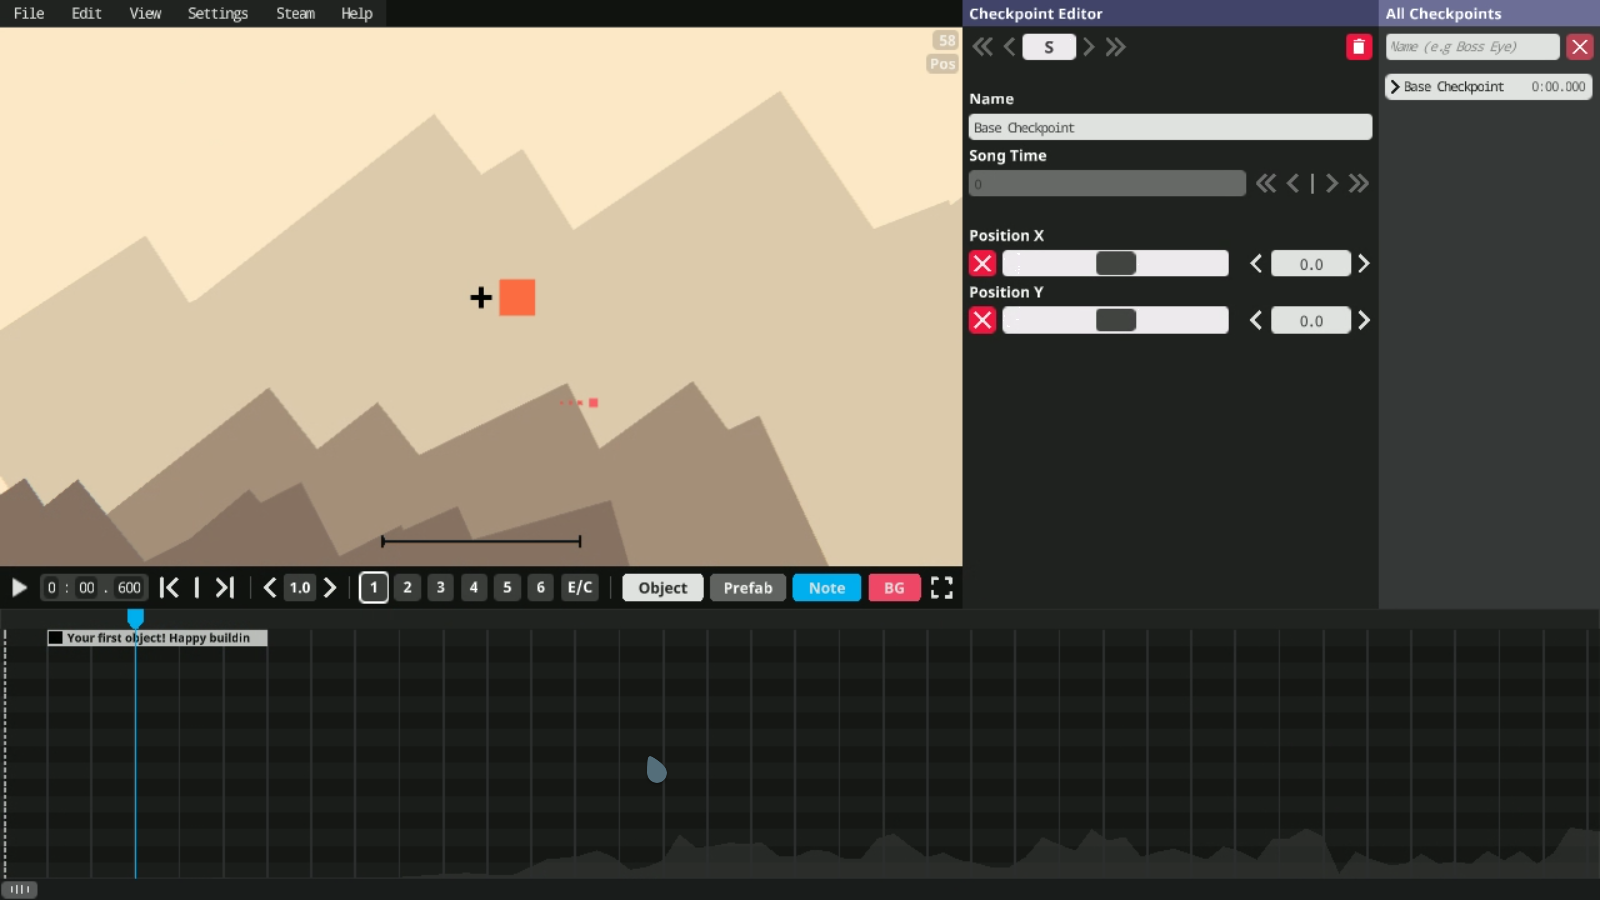 File Edit View Settings Steam Help
58
Pos
Checkpoint Editor
S
Name
Base Checkpoint
Song Time
0
Position X
0.0
Position Y
0.0
All Checkpoints
Name (e.g Boss Eye)
Base Checkpoint 0:00.000
0 : 00 . 600 1.0 1 2 3 4 5 6 E/C Object Prefab Note BG
Your first object! Happy buildin